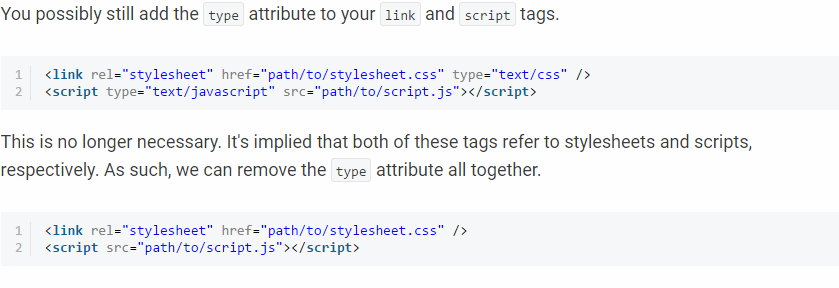 You possibly still add the type attribute to your link and script tags.
1 <link rel="stylesheet" href="path/to/stylesheet.css" type="text/css" />
2 <script type="text/javascript" src="path/to/script.js"></script>
This is no longer necessary. It's implied that both of these tags refer to stylesheets and scripts,
respectively. As such, we can remove the type attribute all together.
1 <link rel="stylesheet" href="path/to/stylesheet.css" />
2 <script src="path/to/script.js"></script>